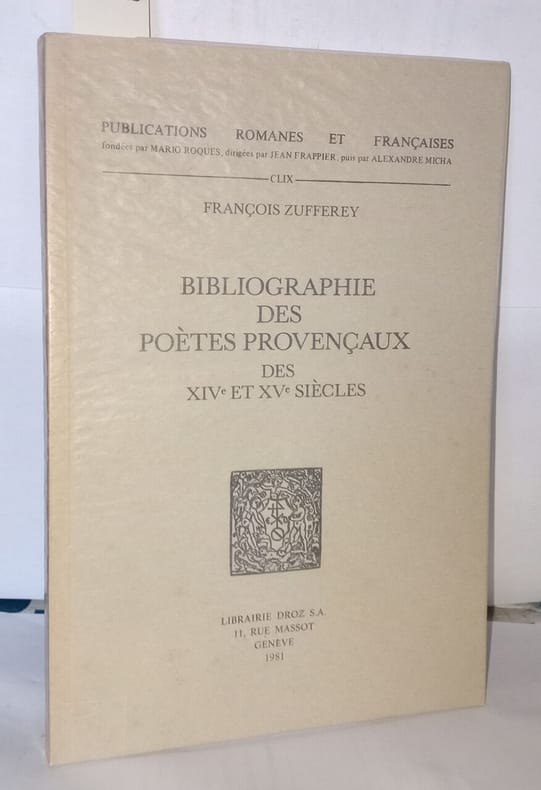 PUBLICATIONS ROMANES ET FRANÇAISES
fondées par MARIO ROQUES, dirigées par JEAN FRAPPIER, puis par ALEXANDRE MICHA
CLIX
FRANÇOIS ZUFFEREY
BIBLIOGRAPHIE
DES
POÈTES PROVENÇAUX
DES
XIVe ET XVe SIÈCLES
LIBRAIRIE DROZ S.A.
11, RUE MASSOT
GENÈVE
1981